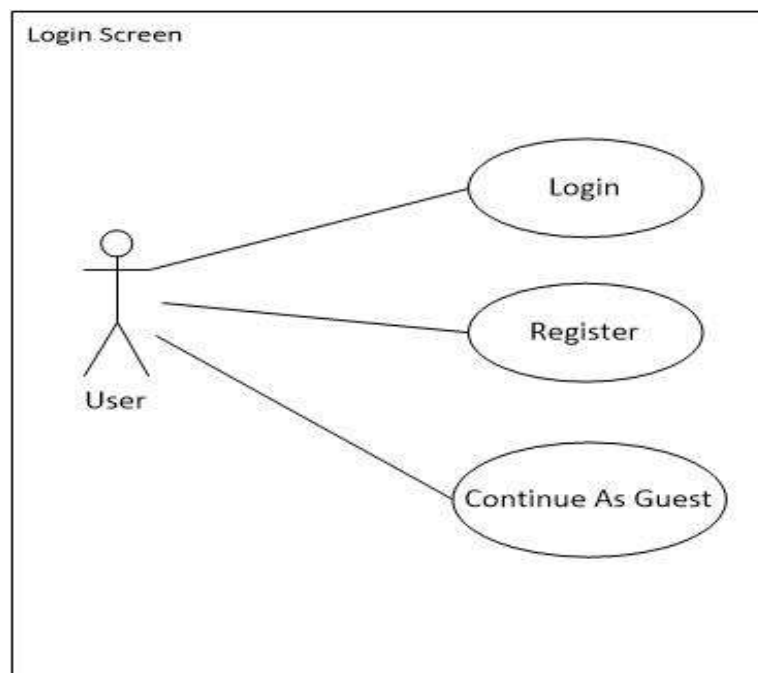 Login Screen
Login
Register
User
Continue As Guest